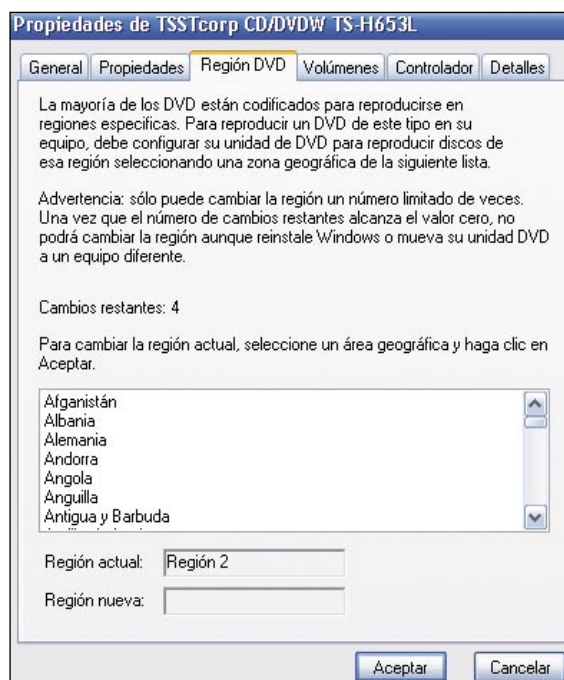 Propiedades de TSSTcorp CD/DVDW TS-H653L
General Propiedades Región DVD Volúmenes Controlador Detalles
La mayoría de los DVD están codificados para reproducirse en
regiones especificas. Para reproducir un DVD de este tipo en su
equipo, debe configurar su unidad de DVD para reproducir discos de
esa región seleccionando una zona geográfica de la siguiente lista.
Advertencia: sólo puede cambiar la región un número limitado de veces.
Una vez que el número de cambios restantes alcanza el valor cero, no
podrá cambiar la región aunque reinstale Windows o mueva su unidad DVD
a un equipo diferente.
Cambios restantes: 4
Para cambiar la región actual, seleccione un área geográfica y haga clic en
Aceptar.
Afganistán
Albania
Alemania
Andorra
Angola
Anguilla
Antigua y Barbuda
Región actual: Región 2
Región nueva:
Aceptar Cancelar